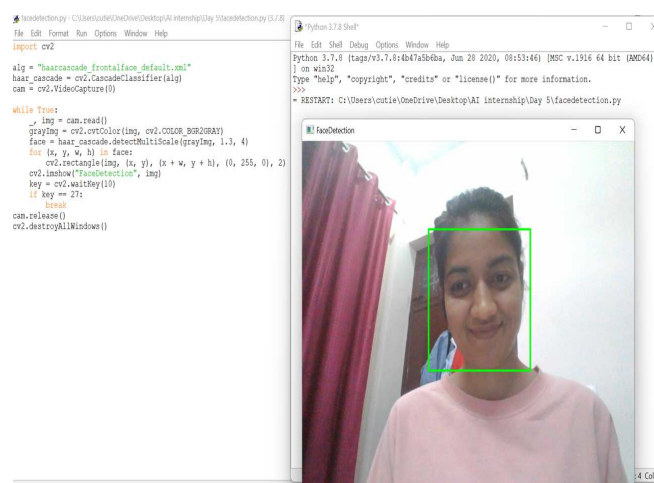 facedetection.py - C:\Users\cutie\OneDrive\Desktop\AI internship\Day 5\facedetection.py (3.7.8)
File Edit Format Run Options Window Help
import cv2
alg = "haarcascade_frontalface_default.xml"
haar_cascade = cv2.CascadeClassifier(alg)
cam = cv2.VideoCapture(0)
while True:
    _, img = cam.read()
    grayImg = cv2.cvtColor(img, cv2.COLOR_BGR2GRAY)
    face = haar_cascade.detectMultiScale(grayImg, 1.3, 4)
    for (x, y, w, h) in face:
        cv2.rectangle(img, (x, y), (x + w, y + h), (0, 255, 0), 2)
    cv2.imshow("FaceDetection", img)
    key = cv2.waitKey(10)
    if key == 27:
        break
cam.release()
cv2.destroyAllWindows()
*Python 3.7.8 Shell*
File Edit Shell Debug Options Window Help
Python 3.7.8 (tags/v3.7.8:4b47a5b6ba, Jun 28 2020, 08:53:46) [MSC v.1916 64 bit (AMD64)
] on win32
Type "help", "copyright", "credits" or "license()" for more information.
>>>
= RESTART: C:\Users\cutie\OneDrive\Desktop\AI internship\Day 5\facedetection.py
FaceDetection
: 4 Col